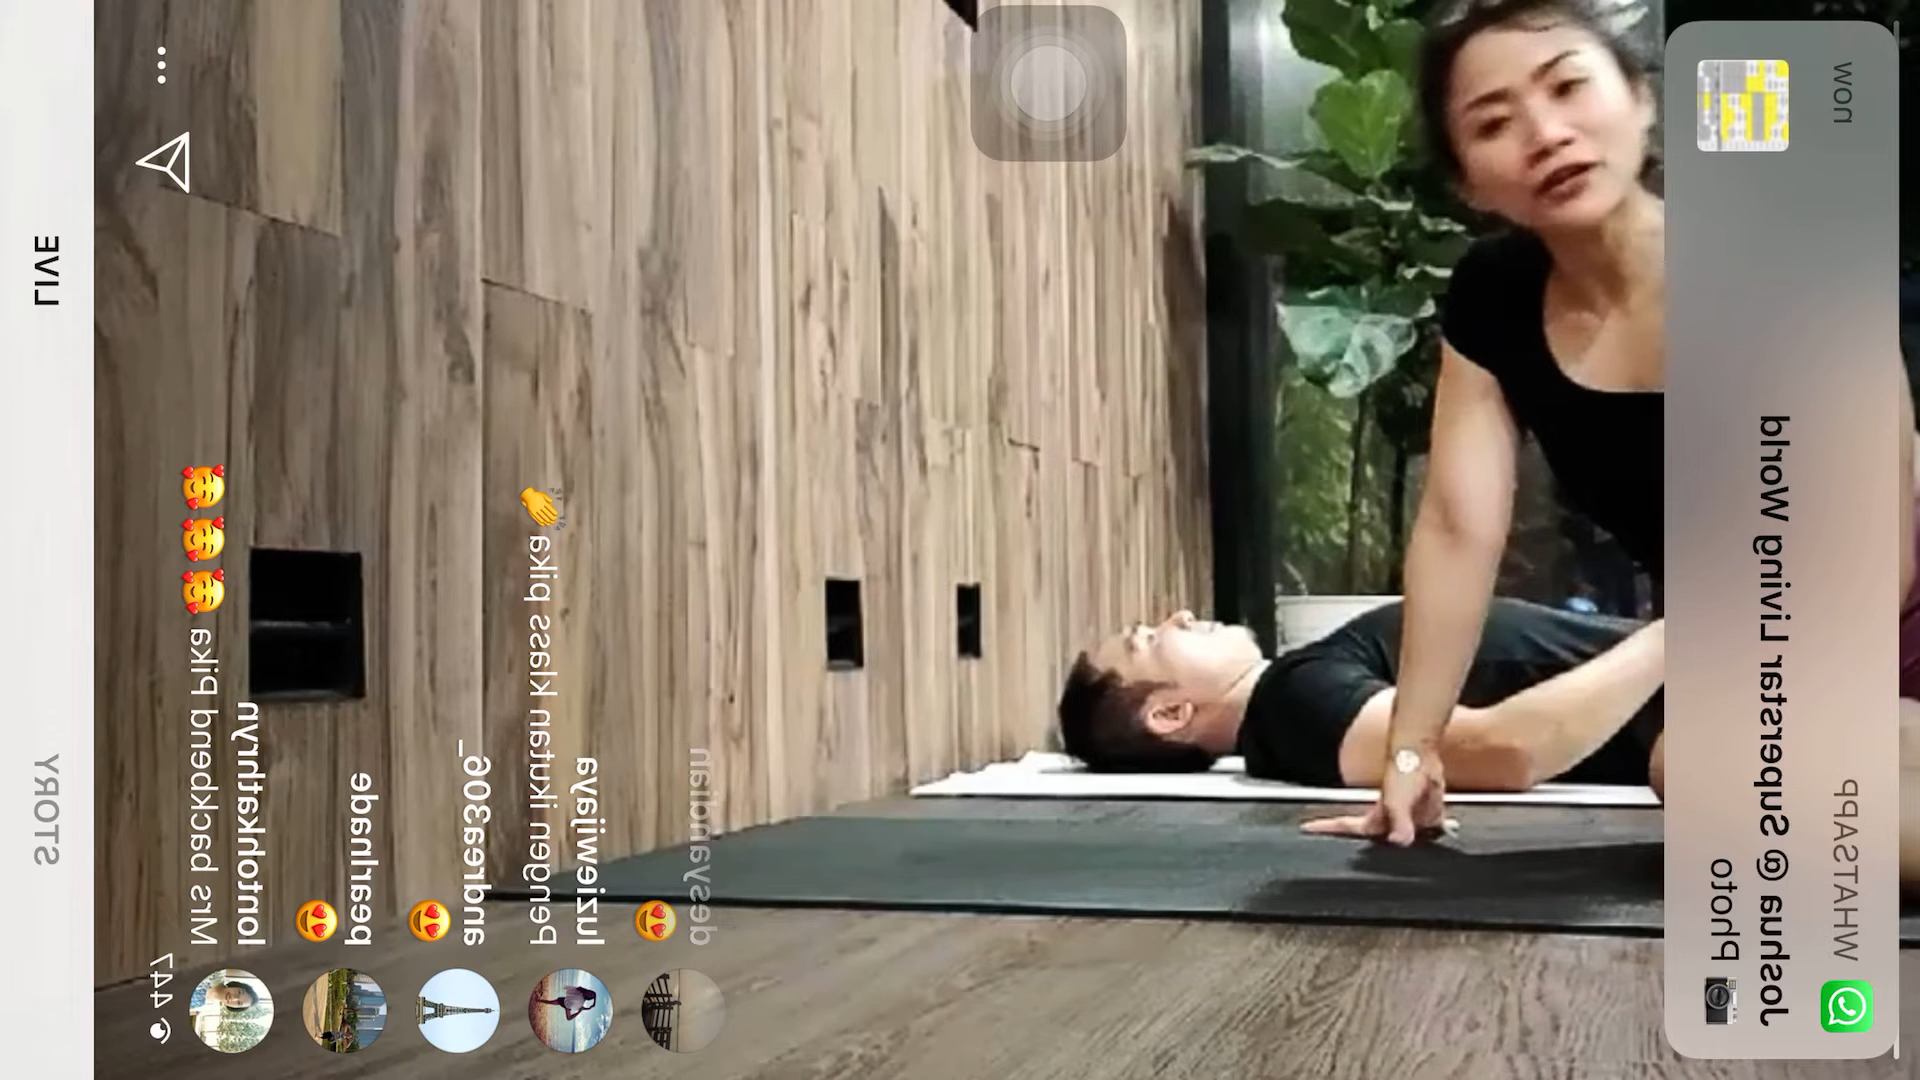 WHATSAPP now
Joshua @ Superstar Living World
📷 Photo
😍
luziewijaya
Pengen ikutan klass pika 👏
andrea306_
😍
pearlnade
😍
lontohkathryn
Mrs backbend Pika 🥰🥰🥰
447
STORY LIVE